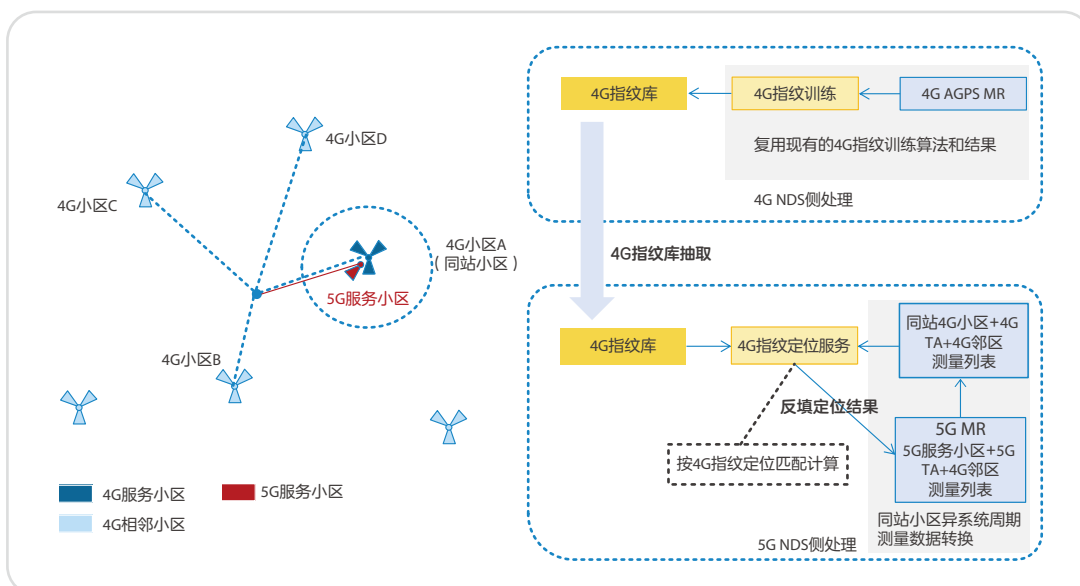 4G小区D
4G小区C
4G小区A
(同站小区)
5G服务小区
4G小区B
4G服务小区
5G服务小区
4G相邻小区
4G指纹库
4G指纹训练
4G AGPS MR
复用现有的4G指纹训练算法和结果
4G NDS侧处理
4G指纹库抽取
4G指纹库
4G指纹定位服务
同站4G小区+4G
TA+4G邻区
测量列表
反填定位结果
按4G指纹定位匹配计算
5G MR
5G服务小区+5G
TA+4G邻区
测量列表
同站小区异系统周期
测量数据转换
5G NDS侧处理